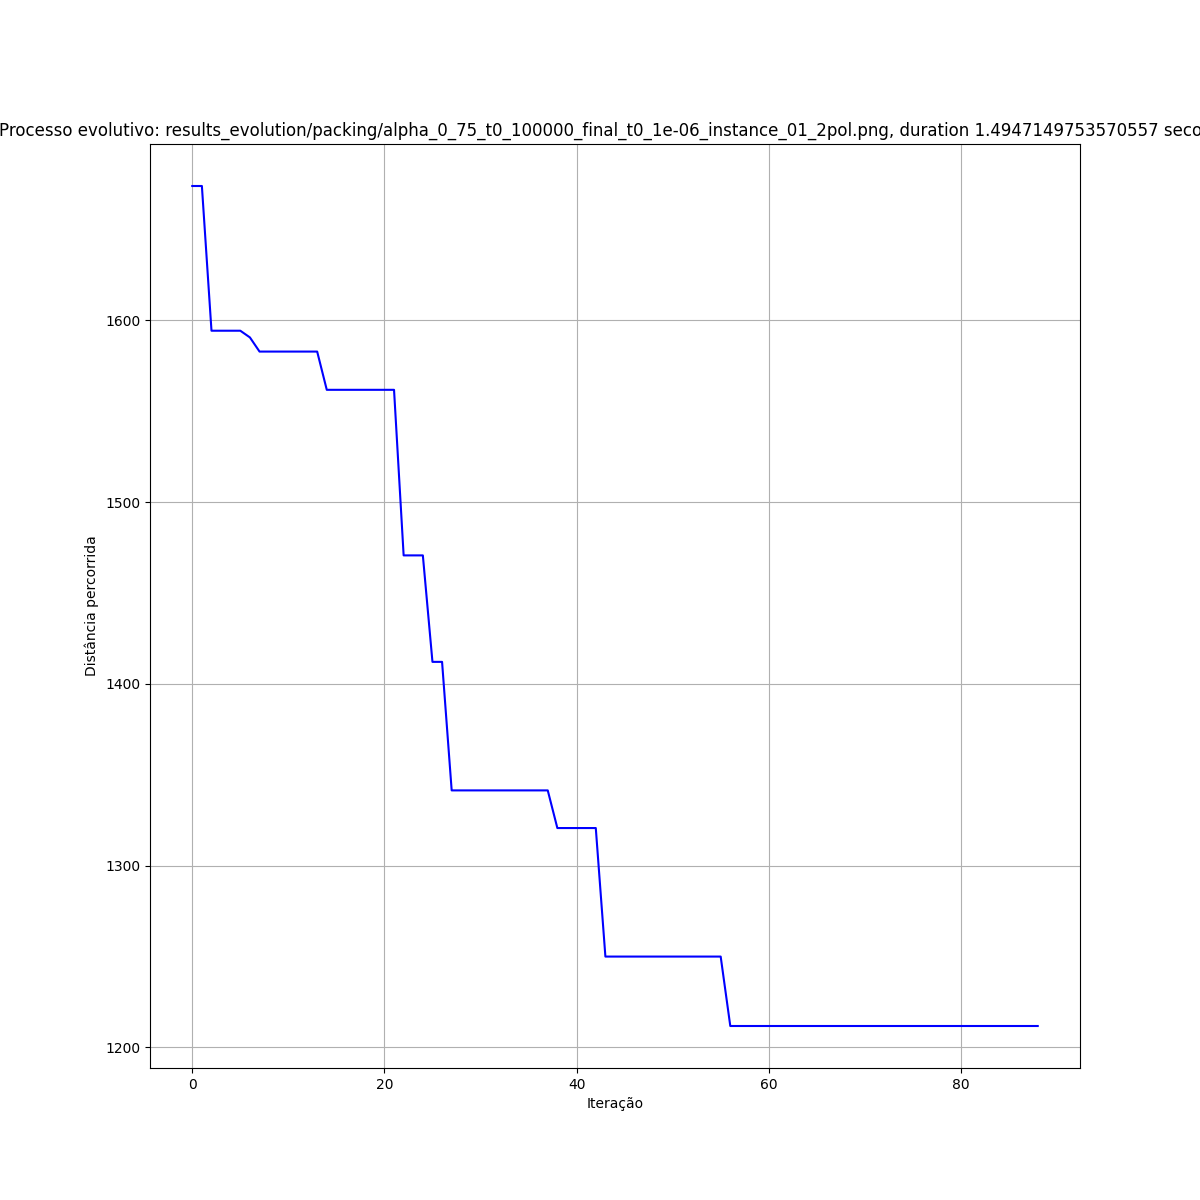 Processo evolutivo: results_evolution/packing/alpha_0_75_t0_100000_final_t0_1e-06_instance_01_2pol.png, duration 1.4947149753570557 seco
1600
1500
1400
1300
1200
Distância percorrida
0 20 40 60 80
Iteração